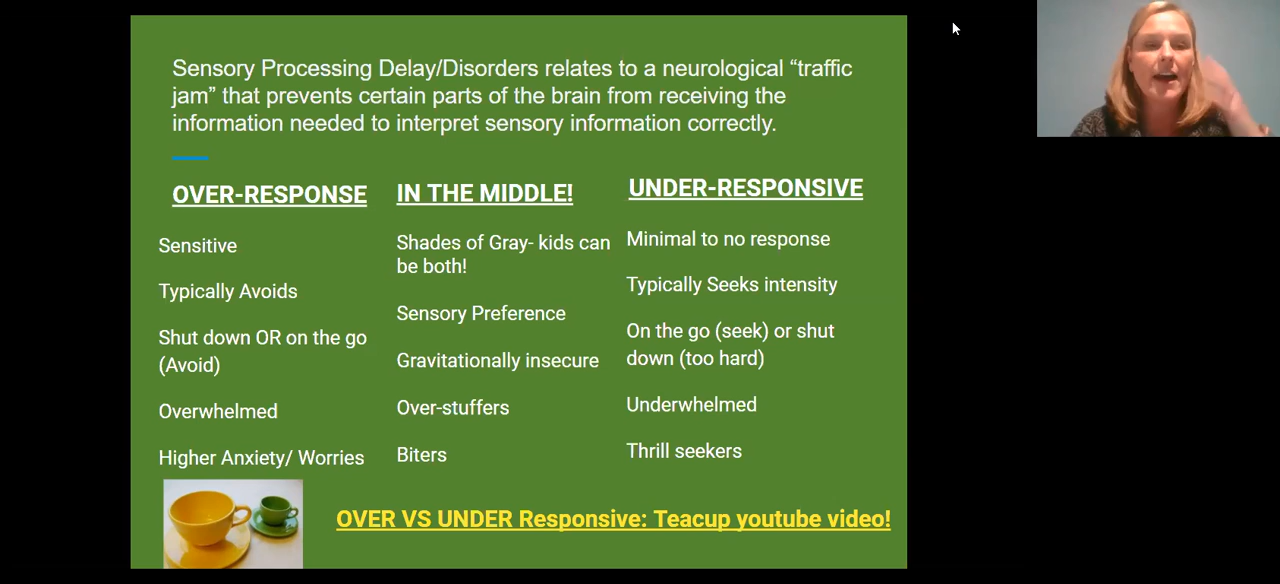 Sensory Processing Delay/Disorders relates to a neurological “traffic
jam” that prevents certain parts of the brain from receiving the
information needed to interpret sensory information correctly.
OVER-RESPONSE
Sensitive
Typically Avoids
Shut down OR on the go
(Avoid)
Overwhelmed
Higher Anxiety/ Worries
IN THE MIDDLE!
Shades of Gray- kids can
be both!
Sensory Preference
Gravitationally insecure
Over-stuffers
Biters
UNDER-RESPONSIVE
Minimal to no response
Typically Seeks intensity
On the go (seek) or shut
down (too hard)
Underwhelmed
Thrill seekers
OVER VS UNDER Responsive: Teacup youtube video!